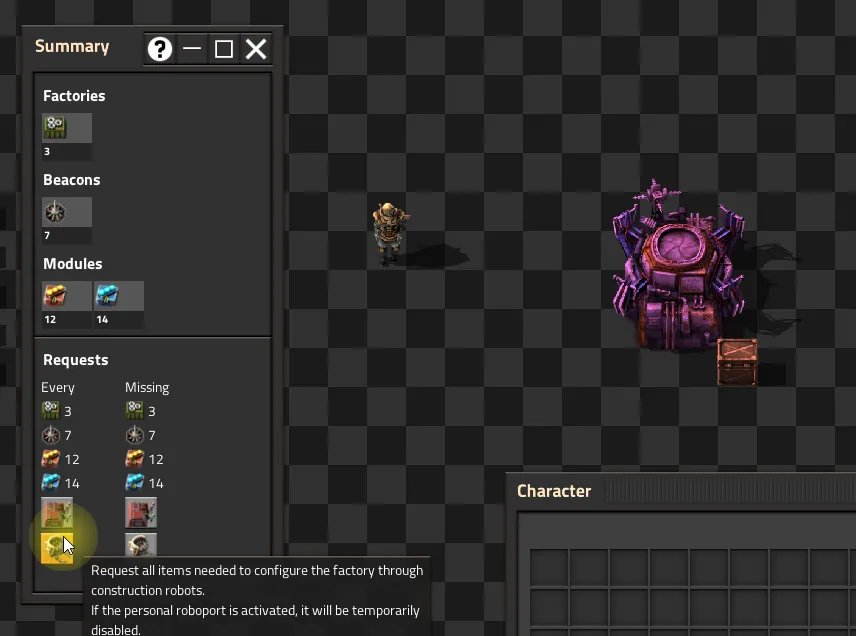 Summary
Factories
3
Beacons
7
Modules
12 14
Requests
Every Missing
3 3
7 7
12 12
14 14
Request all items needed to configure the factory through
construction robots.
If the personal roboport is activated, it will be temporarily
disabled.
Character